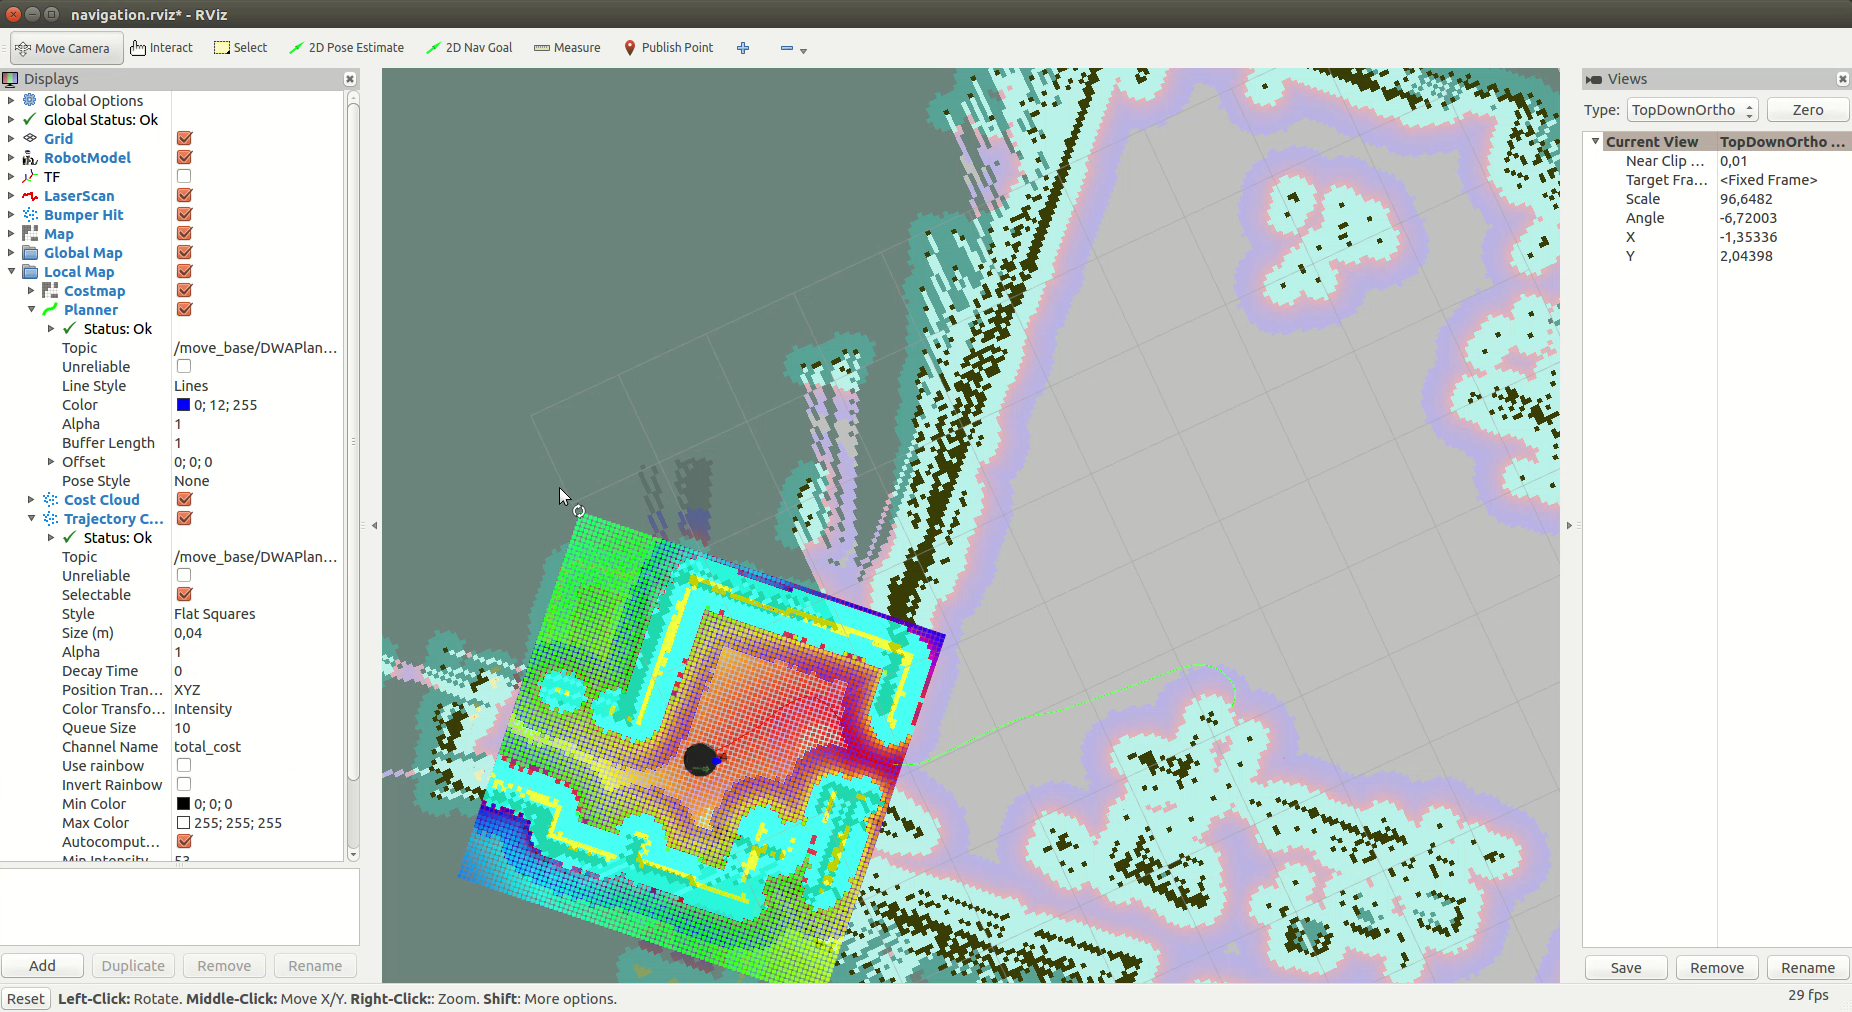 navigation.rviz* - RViz
Move Camera Interact Select 2D Pose Estimate 2D Nav Goal Measure Publish Point
Displays
Global Options
Global Status: Ok
Grid
RobotModel
TF
LaserScan
Bumper Hit
Map
Global Map
Local Map
Costmap
Planner
Status: Ok
Topic /move_base/DWAPlan...
Unreliable
Line Style Lines
Color 0; 12; 255
Alpha 1
Buffer Length 1
Offset 0; 0; 0
Pose Style None
Cost Cloud
Trajectory C...
Status: Ok
Topic /move_base/DWAPlan...
Unreliable
Selectable
Style Flat Squares
Size (m) 0,04
Alpha 1
Decay Time 0
Position Tran... XYZ
Color Transfo... Intensity
Queue Size 10
Channel Name total_cost
Use rainbow
Invert Rainbow
Min Color 0; 0; 0
Max Color 255; 255; 255
Autocomput...
Min Intensity 53
Add Duplicate Remove Rename
Views
Type: TopDownOrtho Zero
Current View TopDownOrtho ...
Near Clip ... 0,01
Target Fra... <Fixed Frame>
Scale 96,6482
Angle -6,72003
X -1,35336
Y 2,04398
Save Remove Rename
Reset Left-Click: Rotate. Middle-Click: Move X/Y. Right-Click:: Zoom. Shift: More options. 29 fps